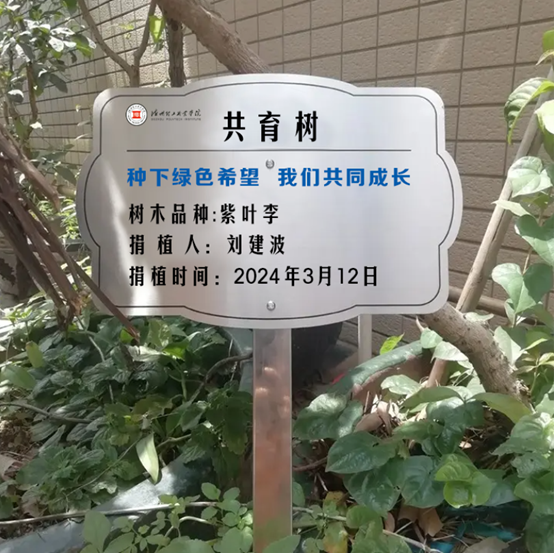 共育树
种下绿色希望 我们共同成长
树木品种:紫叶李
捐植人：刘建波
捐植时间：2024年3月12日